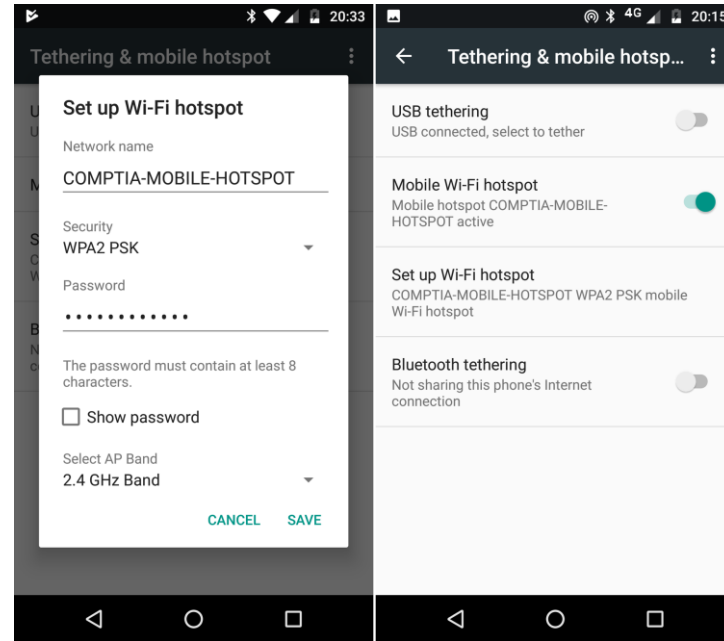 20:33
Tethering & mobile hotspot
Set up Wi-Fi hotspot
Network name
COMPTIA-MOBILE-HOTSPOT
Security
WPA2 PSK
Password
••••••••••••
The password must contain at least 8
characters.
Show password
Select AP Band
2.4 GHz Band
CANCEL SAVE
4G 20:15
Tethering & mobile hotsp...
USB tethering
USB connected, select to tether
Mobile Wi-Fi hotspot
Mobile hotspot COMPTIA-MOBILE-
HOTSPOT active
Set up Wi-Fi hotspot
COMPTIA-MOBILE-HOTSPOT WPA2 PSK mobile
Wi-Fi hotspot
Bluetooth tethering
Not sharing this phone's Internet
connection